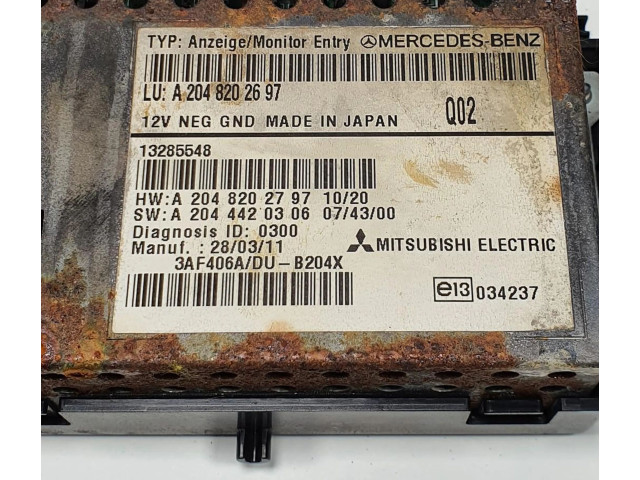 TYP: Anzeige/Monitor Entry MERCEDES-BENZ
LU: A 204 820 26 97
12V NEG GND MADE IN JAPAN Q02
13285548
HW:A 204 820 27 97 10/20
SW:A 204 442 03 06 07/43/00
Diagnosis ID: 0300
Manuf.: 28/03/11 MITSUBISHI ELECTRIC
3AF406A/DU-B204X
e13 034237